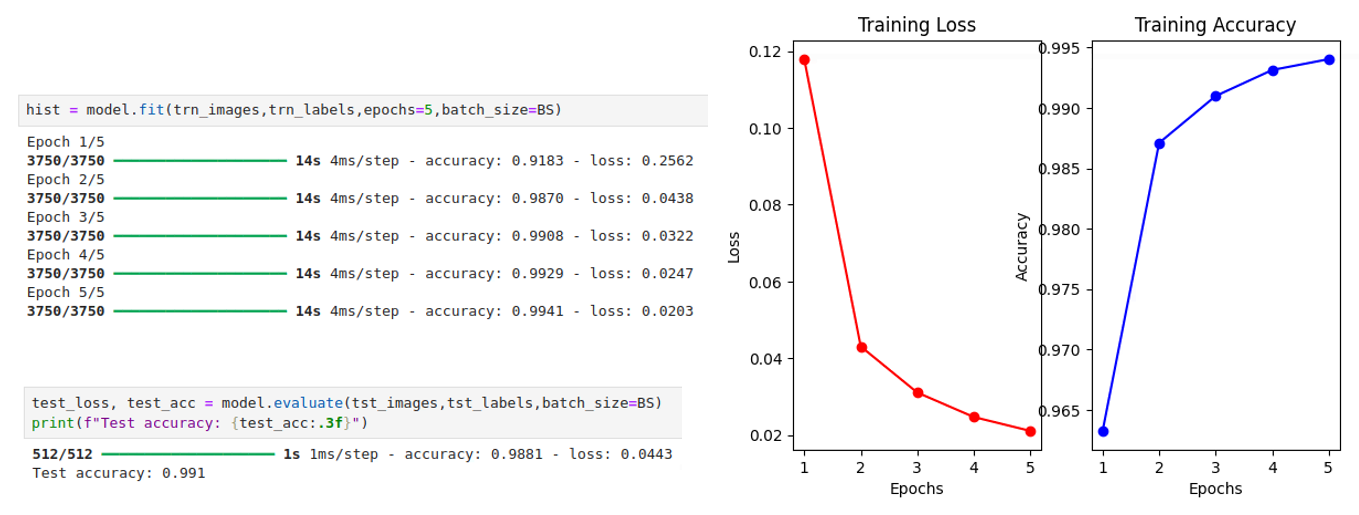 hist = model.fit(trn_images,trn_labels,epochs=5,batch_size=BS)
Epoch 1/5
3750/3750 ━━━━━━━━━━━━━━━━━━━━ 14s 4ms/step - accuracy: 0.9183 - loss: 0.2562
Epoch 2/5
3750/3750 ━━━━━━━━━━━━━━━━━━━━ 14s 4ms/step - accuracy: 0.9870 - loss: 0.0438
Epoch 3/5
3750/3750 ━━━━━━━━━━━━━━━━━━━━ 14s 4ms/step - accuracy: 0.9908 - loss: 0.0322
Epoch 4/5
3750/3750 ━━━━━━━━━━━━━━━━━━━━ 14s 4ms/step - accuracy: 0.9929 - loss: 0.0247
Epoch 5/5
3750/3750 ━━━━━━━━━━━━━━━━━━━━ 14s 4ms/step - accuracy: 0.9941 - loss: 0.0203
test_loss, test_acc = model.evaluate(tst_images,tst_labels,batch_size=BS)
print(f"Test accuracy: {test_acc:.3f}")
512/512 ━━━━━━━━━━━━━━━━━━━━ 1s 1ms/step - accuracy: 0.9881 - loss: 0.0443
Test accuracy: 0.991
Training Loss
0.12
0.10
0.08
0.06
0.04
0.02
Loss
1 2 3 4 5
Epochs
Training Accuracy
0.995
0.990
0.985
0.980
0.975
0.970
0.965
Accuracy
1 2 3 4 5
Epochs